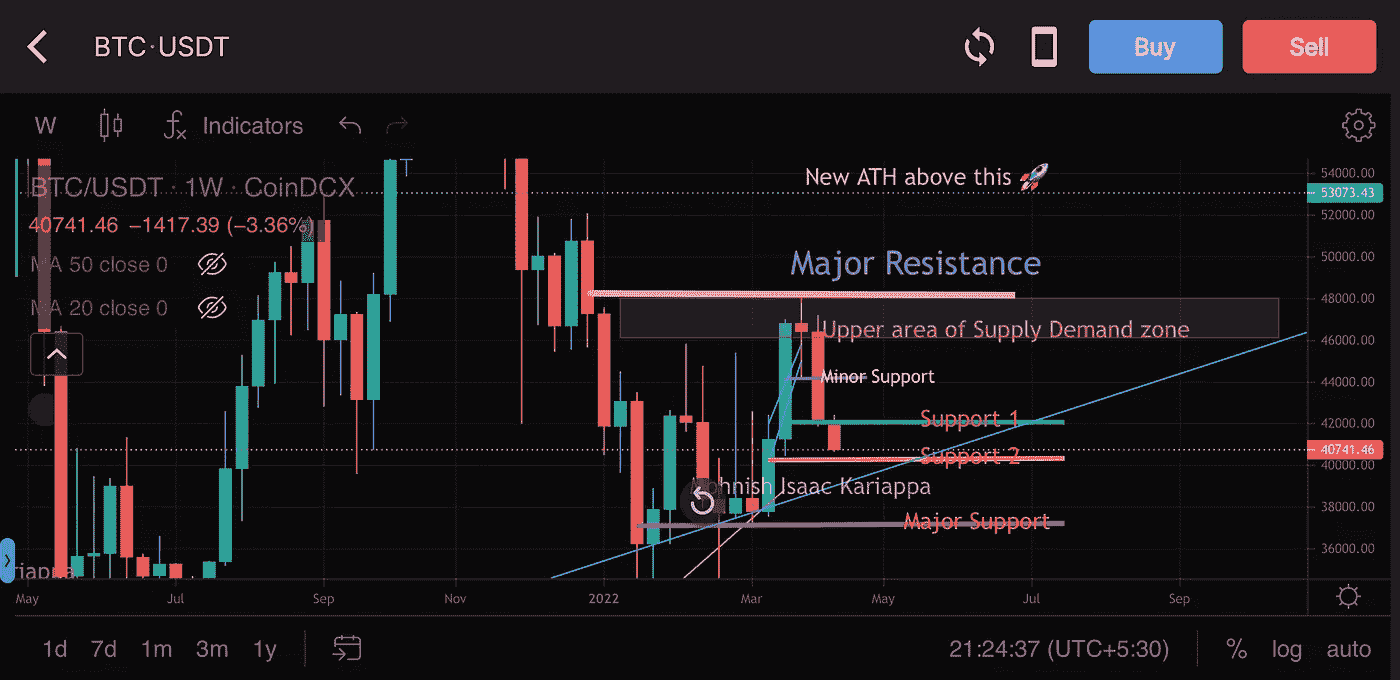 BTC·USDT
Buy
Sell
W
Indicators
BTC/USDT · 1W · CoinDCX
40741.46 −1417.39 (−3.36%)
MA 50 close 0
MA 20 close 0
New ATH above this 🚀
Major Resistance
Upper area of Supply Demand zone
Minor Support
Support 1
Support 2
Isaac Kariappa
Major Support
54000.00
53073.43
52000.00
50000.00
48000.00
46000.00
44000.00
42000.00
40741.46
40000.00
38000.00
36000.00
May
Jul
Sep
Nov
2022
Mar
May
Jul
Sep
1d 7d 1m 3m 1y
21:24:37 (UTC+5:30)
% log auto